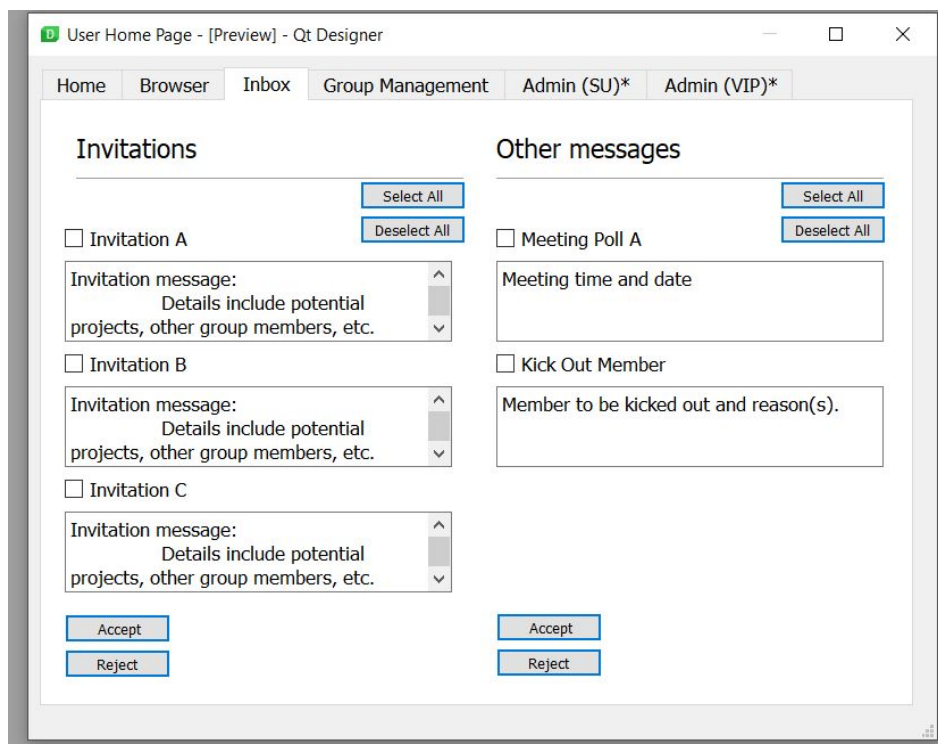 User Home Page - [Preview] - Qt Designer
Home Browser Inbox Group Management Admin (SU)* Admin (VIP)*
Invitations
Select All
Deselect All
Invitation A
Invitation message:
Details include potential
projects, other group members, etc.
Invitation B
Invitation message:
Details include potential
projects, other group members, etc.
Invitation C
Invitation message:
Details include potential
projects, other group members, etc.
Accept
Reject
Other messages
Select All
Deselect All
Meeting Poll A
Meeting time and date
Kick Out Member
Member to be kicked out and reason(s).
Accept
Reject